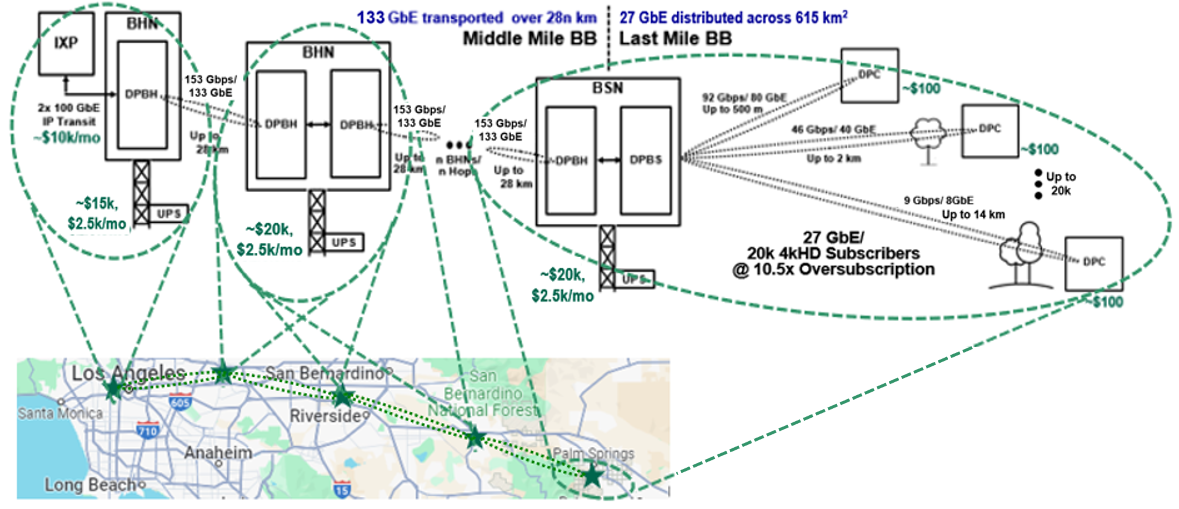 133 GbE transported over 28n km
27 GbE distributed across 615 km²
Middle Mile BB
Last Mile BB
IXP
2x 100 GbE
IP Transit
~$10k/mo
BHN
DPBH
~$15k,
$2.5k/mo
UPS
153 Gbps/
133 GbE
Up to
28 km
BHN
DPBH
DPBH
~$20k,
$2.5k/mo
UPS
153 Gbps/
133 GbE
Up to
28 km
n BHNs/
n Hops
153 Gbps/
133 GbE
Up to
28 km
BSN
DPBH
DPBS
~$20k,
$2.5k/mo
UPS
92 Gbps/ 80 GbE
Up to 500 m
DPC
~$100
46 Gbps/ 40 GbE
Up to 2 km
DPC
~$100
Up to
20k
9 Gbps/ 8GbE
Up to 14 km
DPC
~$100
27 GbE/
20k 4kHD Subscribers
@ 10.5x Oversubscription
Los Angeles
San Bernardino
San
Bernardino
National Forest
Santa Monica
605
Riverside
710
Anaheim
Palm Springs
Long Beach
15